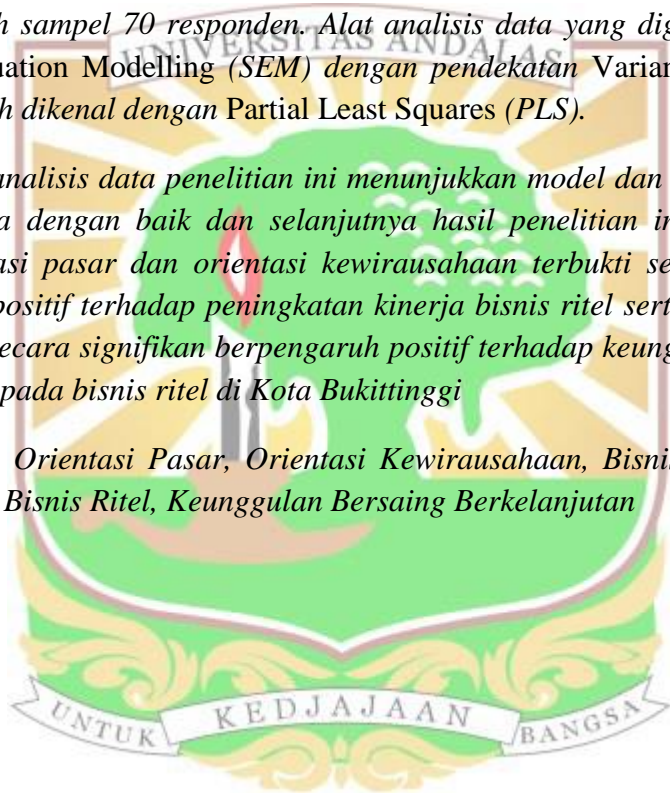 h sampel 70 responden. Alat analisis data yang dig
UNIVERSITAS ANDALAS
uation Modelling (SEM) dengan pendekatan Varian
h dikenal dengan Partial Least Squares (PLS).
analisis data penelitian ini menunjukkan model dan
a dengan baik dan selanjutnya hasil penelitian in
asi pasar dan orientasi kewirausahaan terbukti se
positif terhadap peningkatan kinerja bisnis ritel sert
ecara signifikan berpengaruh positif terhadap keung
pada bisnis ritel di Kota Bukittinggi
Orientasi Pasar, Orientasi Kewirausahaan, Bisnis
Bisnis Ritel, Keunggulan Bersaing Berkelanjutan
UNTUK KEDJAJAAN BANGSA